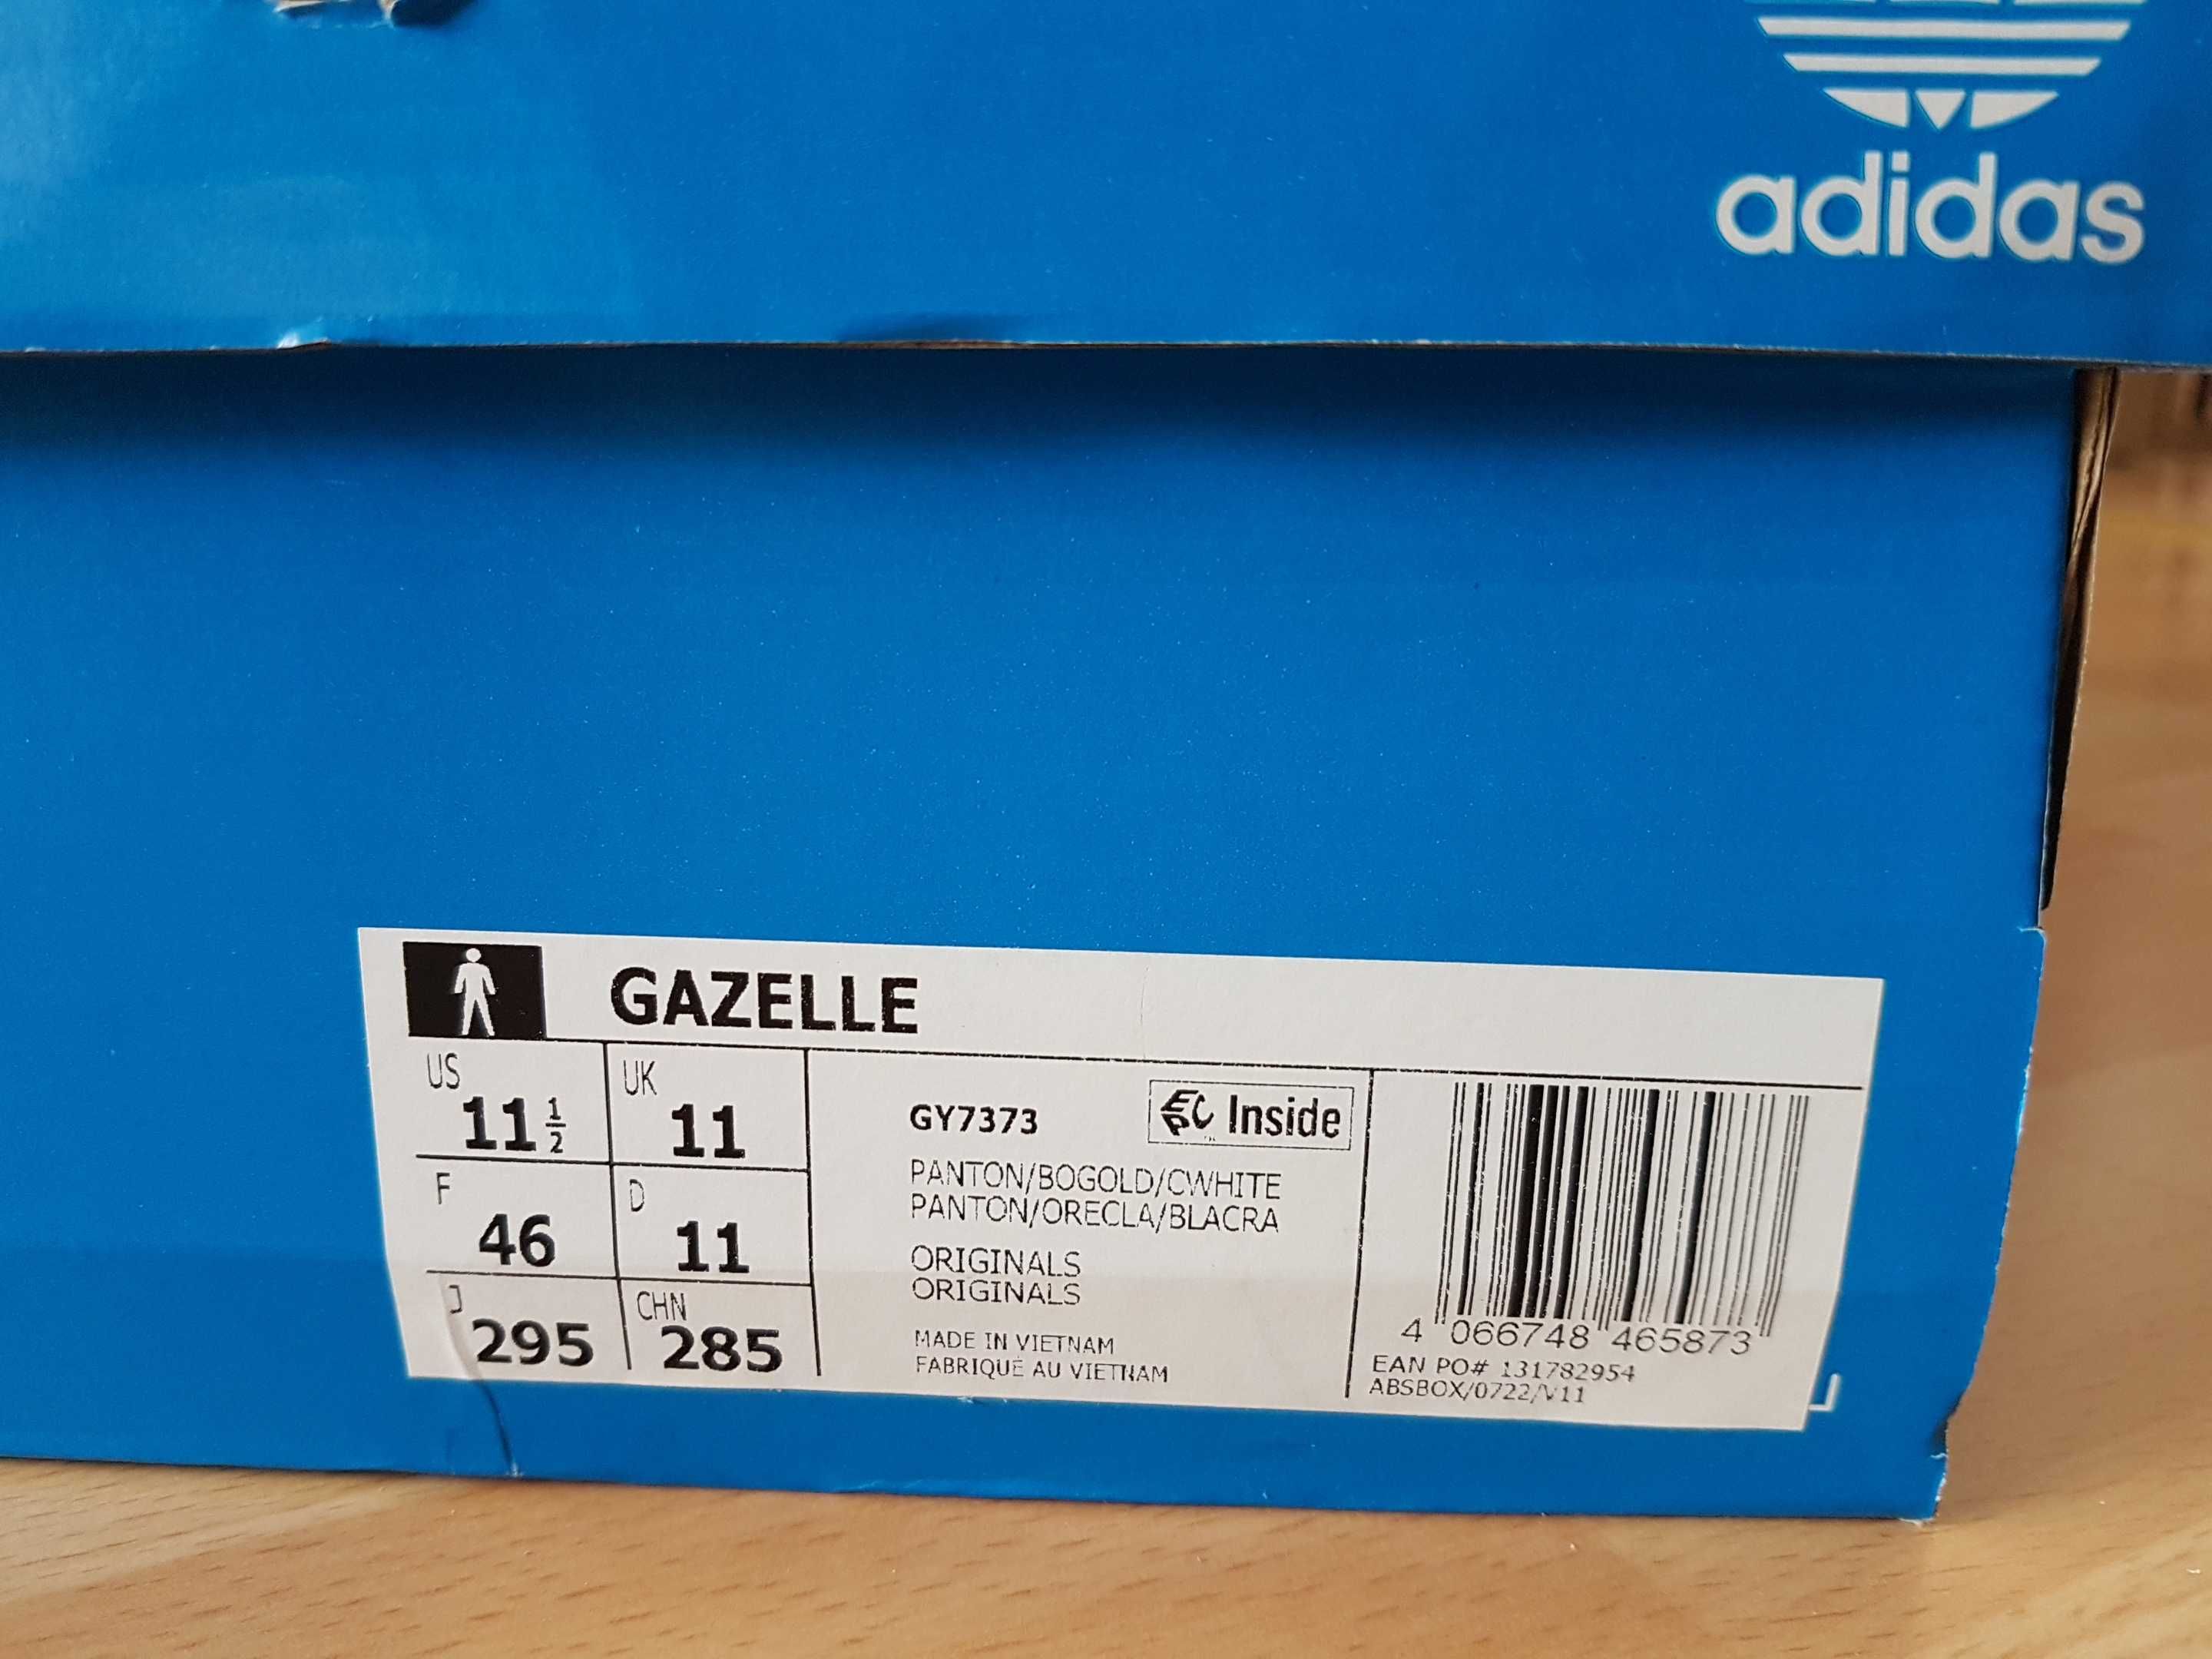 adidas
GAZELLE
US
11 1/2
UK
11
F
46
D
11
J
295
CHN
285
GY7373
EPC Inside
PANTON/BOGOLD/CWHITE
PANTON/ORECLA/BLACRA
ORIGINALS
ORIGINALS
MADE IN VIETNAM
FABRIQUÉ AU VIETNAM
4 066748 465873
EAN PO# 131782954
ABSBOX/0722/V11